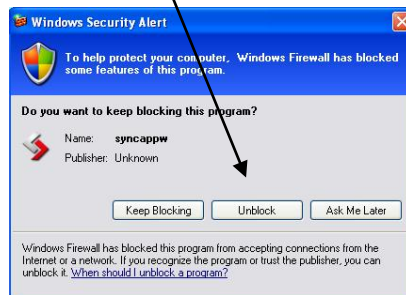 Windows Security Alert
To help protect your computer, Windows Firewall has blocked
some features of this program.
Do you want to keep blocking this program?
Name: syncappw
Publisher: Unknown
Keep Blocking Unblock Ask Me Later
Windows Firewall has blocked this program from accepting connections from the
Internet or a network. If you recognize the program or trust the publisher, you can
unblock it. When should I unblock a program?